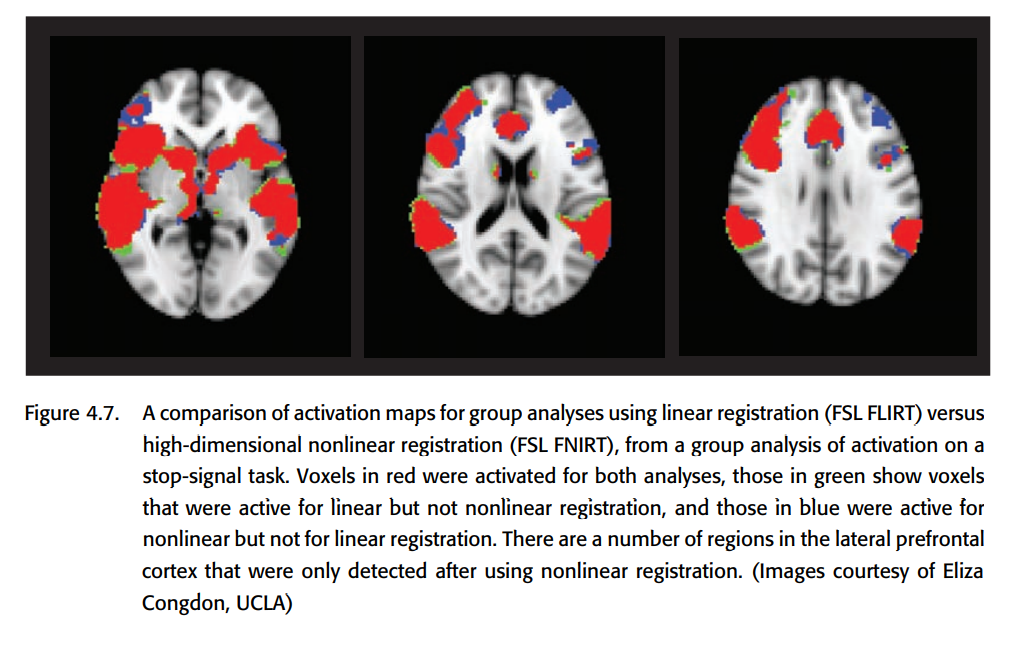 Figure 4.7. A comparison of activation maps for group analyses using linear registration (FSL FLIRT) versus
high-dimensional nonlinear registration (FSL FNIRT), from a group analysis of activation on a
stop-signal task. Voxels in red were activated for both analyses, those in green show voxels
that were active for linear but not nonlinear registration, and those in blue were active for
nonlinear but not for linear registration. There are a number of regions in the lateral prefrontal
cortex that were only detected after using nonlinear registration. (Images courtesy of Eliza
Congdon, UCLA)